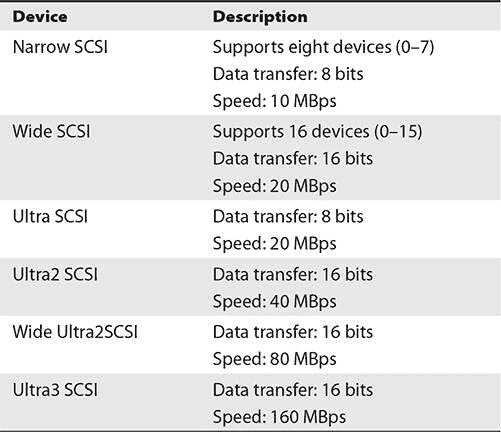 Device Description
Narrow SCSI Supports eight devices (0–7)
Data transfer: 8 bits
Speed: 10 MBps
Wide SCSI Supports 16 devices (0–15)
Data transfer: 16 bits
Speed: 20 MBps
Ultra SCSI Data transfer: 8 bits
Speed: 20 MBps
Ultra2 SCSI Data transfer: 16 bits
Speed: 40 MBps
Wide Ultra2SCSI Data transfer: 16 bits
Speed: 80 MBps
Ultra3 SCSI Data transfer: 16 bits
Speed: 160 MBps